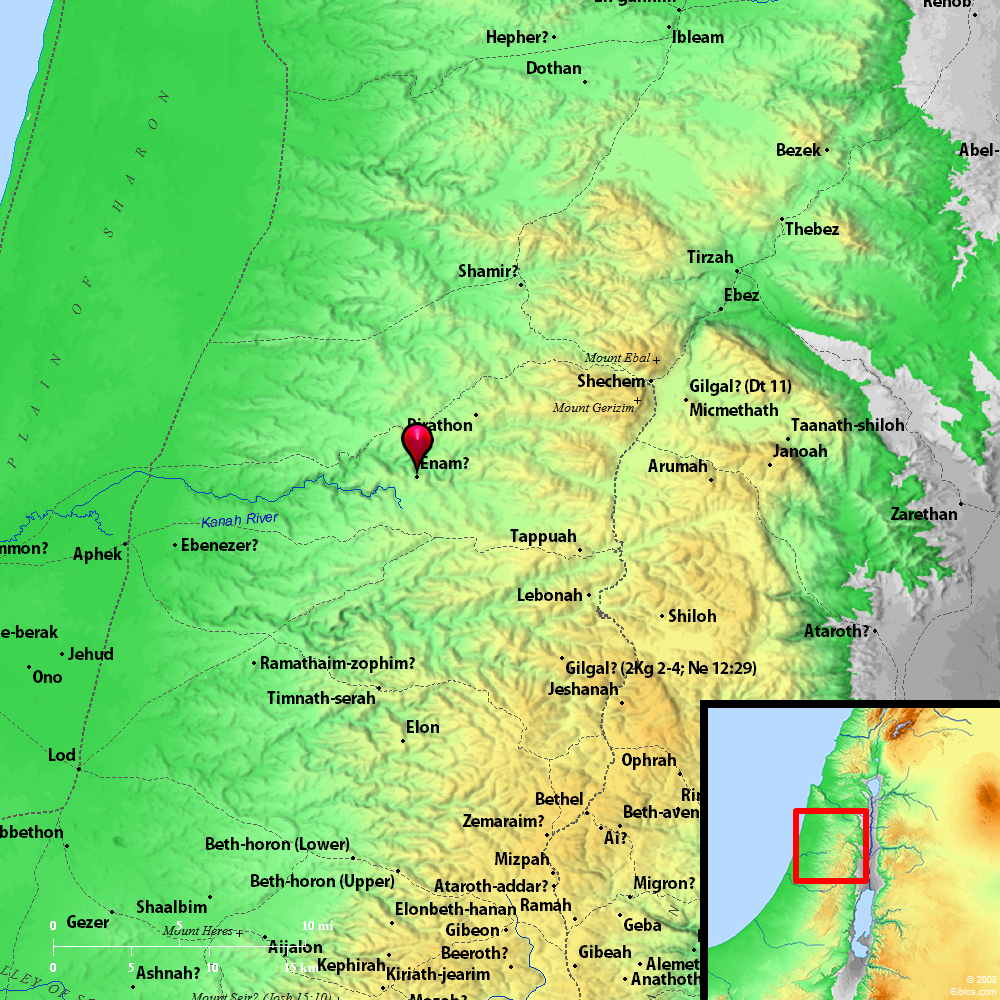 Rehob
Hepher?
Ibleam
Dothan
PLAIN OF SHARON
Bezek
Abel-
Thebez
Tirzah
Shamir?
Ebez
Mount Ebal
Shechem
Gilgal? (Dt 11)
Mount Gerizim
Micmethath
Pirathon
Taanath-shiloh
Janoah
Enam?
Arumah
Zarethan
Kanah River
Tappuah
mmon?
Aphek
Ebenezer?
Lebonah
Shiloh
e-berak
Ataroth?
Jehud
Ramathaim-zophim?
Gilgal? (2Kg 2-4; Ne 12:29)
Ono
Timnath-serah
Jeshanah
Elon
Lod
Ophrah
Bethel
Beth-aven
Zemaraim?
bbethon
Ai?
Beth-horon (Lower)
Mizpah
Beth-horon (Upper)
Ataroth-addar?
Migron?
Shaalbim
Elonbeth-hanan
Ramah
Gezer
0 5 10 mi
Mount Heres
Gibeon
Geba
Aijalon
Beeroth?
Gibeah
0 5 10 15 km
Kephirah
Alemet
Ashnah?
Kiriath-jearim
Anathoth
Mount Seir? (Josh 15:10)
© 2008
Biblos.com